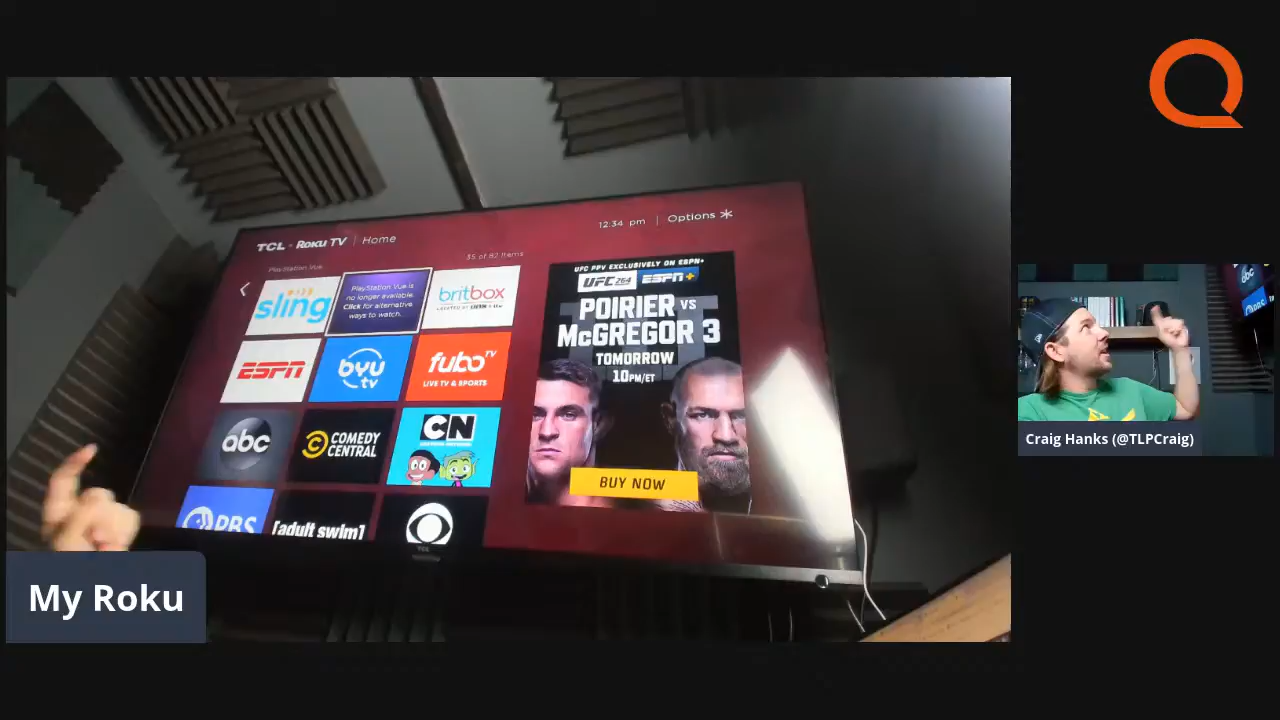 TCL • Roku TV | Home
12:34 pm | Options
PlayStation Vue
35 of 82 items
sling
PlayStation Vue is
no longer available.
Click for alternative
ways to watch.
britbox
ESPN
byu
tv
fubo TV
LIVE TV & SPORTS
abc
COMEDY
CENTRAL
CN
PBS
[adult swim]
UFC PPV EXCLUSIVELY ON ESPN+
UFC 264
ESPN+
POIRIER VS
McGREGOR 3
TOMORROW
10PM/ET
BUY NOW
TCL
My Roku
abc
Craig Hanks (@TLPCraig)